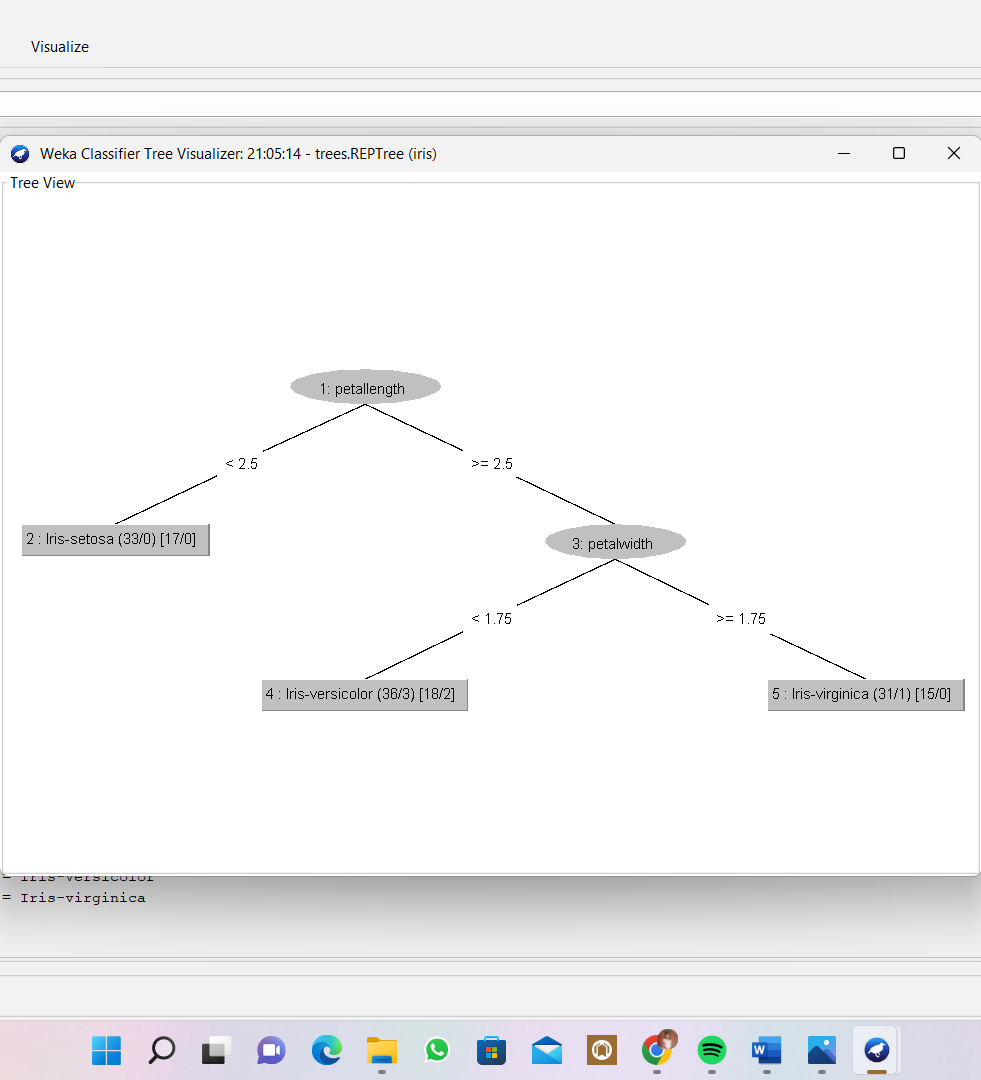 Visualize
Weka Classifier Tree Visualizer: 21:05:14 - trees.REPTree (iris)
Tree View
1: petallength
< 2.5
>= 2.5
2 : Iris-setosa (33/0) [17/0]
3: petalwidth
< 1.75
>= 1.75
4 : Iris-versicolor (36/3) [18/2]
5 : Iris-virginica (31/1) [15/0]
= Iris-versicolor
= Iris-virginica
W